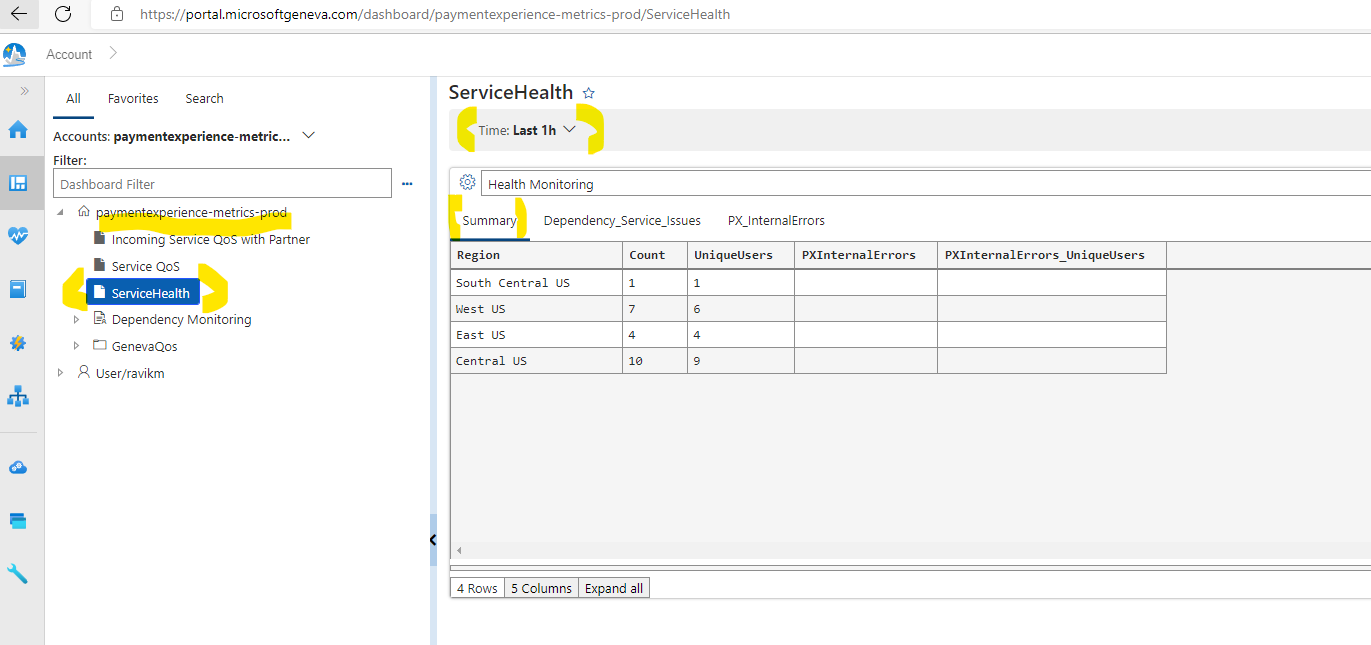 https://portal.microsoftgeneva.com/dashboard/paymentexperience-metrics-prod/ServiceHealth
Account
All Favorites Search
Accounts: paymentexperience-metric...
Filter:
Dashboard Filter
paymentexperience-metrics-prod
Incoming Service QoS with Partner
Service QoS
ServiceHealth
Dependency Monitoring
GenevaQos
User/ravikm
ServiceHealth
Time: Last 1h
Health Monitoring
Summary Dependency_Service_Issues PX_InternalErrors
Region Count UniqueUsers PXInternalErrors PXInternalErrors_UniqueUsers
South Central US 1 1
West US 7 6
East US 4 4
Central US 10 9
4 Rows 5 Columns Expand all